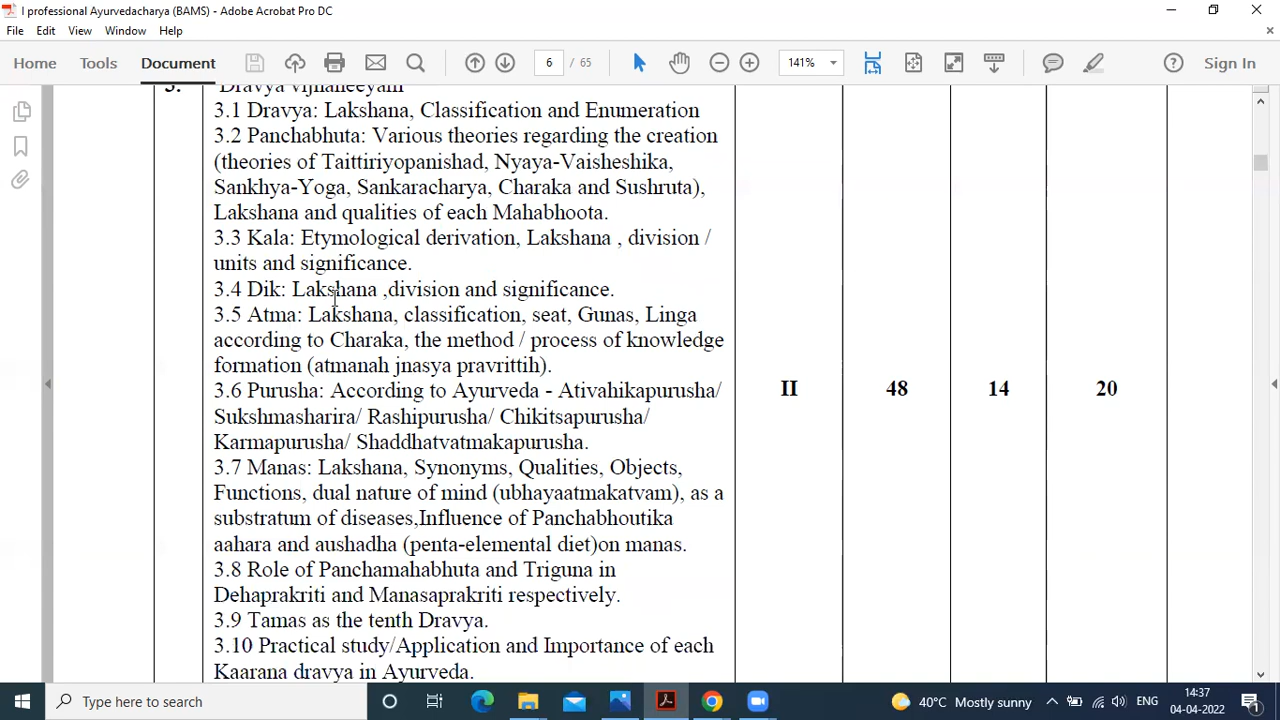 I professional Ayurvedacharya (BAMS) - Adobe Acrobat Pro DC
File Edit View Window Help
Home Tools Document 6 / 65 141% Sign In
3. Dravya vijnaneeyam
3.1 Dravya: Lakshana, Classification and Enumeration
3.2 Panchabhuta: Various theories regarding the creation
(theories of Taittiriyopanishad, Nyaya-Vaisheshika,
Sankhya-Yoga, Sankaracharya, Charaka and Sushruta),
Lakshana and qualities of each Mahabhoota.
3.3 Kala: Etymological derivation, Lakshana , division /
units and significance.
3.4 Dik: Lakshana ,division and significance.
3.5 Atma: Lakshana, classification, seat, Gunas, Linga
according to Charaka, the method / process of knowledge
formation (atmanah jnasya pravrittih).
3.6 Purusha: According to Ayurveda - Ativahikapurusha/
Sukshmasharira/ Rashipurusha/ Chikitsapurusha/
Karmapurusha/ Shaddhatvatmakapurusha.
3.7 Manas: Lakshana, Synonyms, Qualities, Objects,
Functions, dual nature of mind (ubhayaatmakatvam), as a
substratum of diseases,Influence of Panchabhoutika
aahara and aushadha (penta-elemental diet)on manas.
3.8 Role of Panchamahabhuta and Triguna in
Dehaprakriti and Manasaprakriti respectively.
3.9 Tamas as the tenth Dravya.
3.10 Practical study/Application and Importance of each
Kaarana dravya in Ayurveda.
II 48 14 20
Type here to search 40°C Mostly sunny ENG 14:37
04-04-2022 1